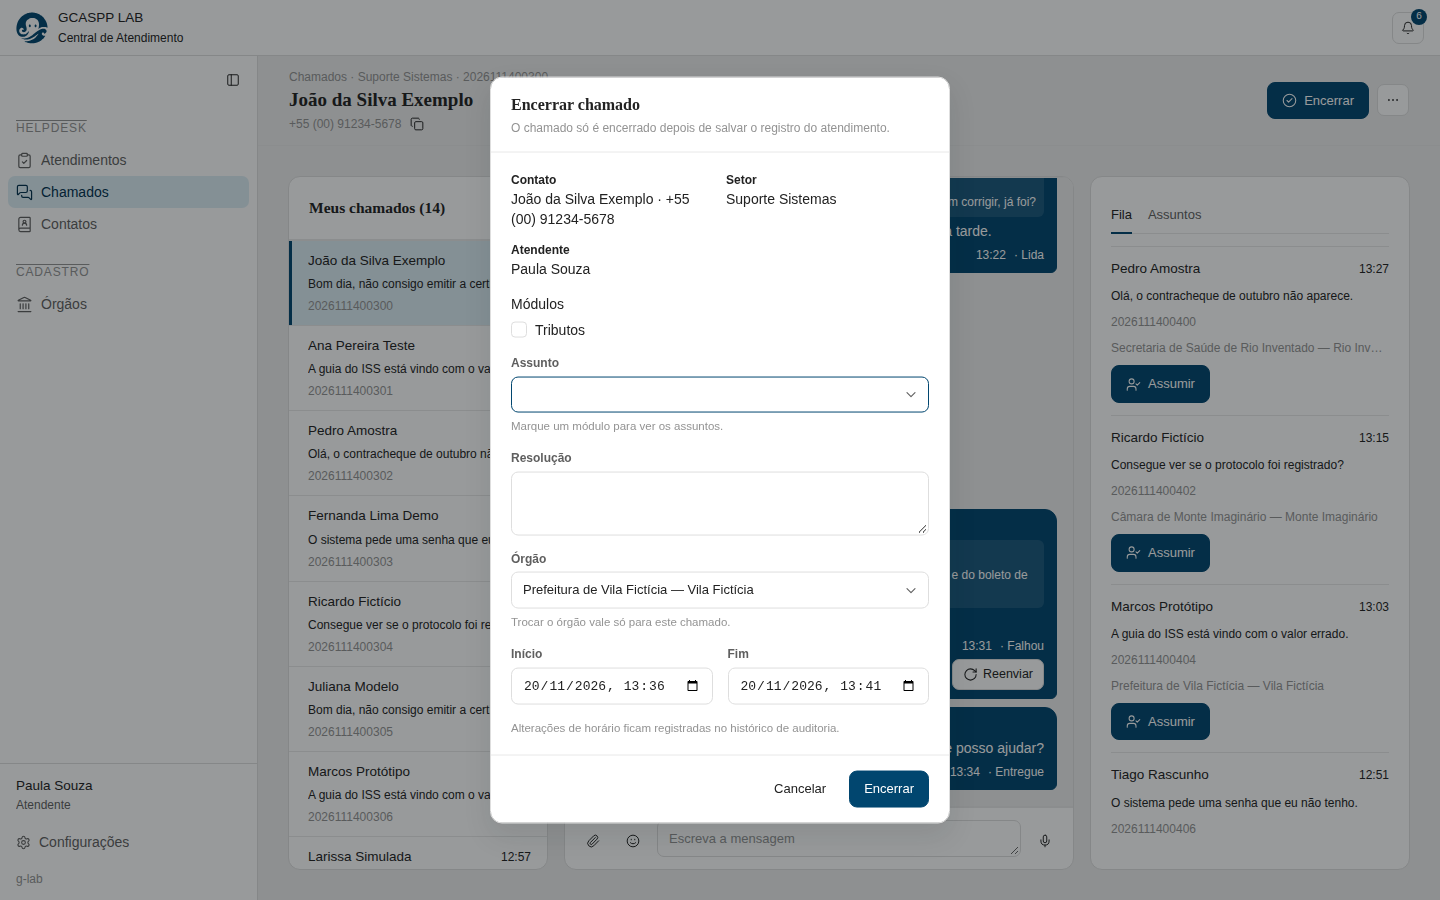 GCASPP LAB
Central de Atendimento
6
HELPDESK
Atendimentos
Chamados
Contatos
CADASTRO
Órgãos
Paula Souza
Atendente
Configurações
g-lab
Chamados · Suporte Sistemas · 2026111400300
João da Silva Exemplo
+55 (00) 91234-5678
Encerrar
Meus chamados (14)
João da Silva Exemplo
Bom dia, não consigo emitir a cert
2026111400300
Ana Pereira Teste
A guia do ISS está vindo com o va
2026111400301
Pedro Amostra
Olá, o contracheque de outubro nã
2026111400302
Fernanda Lima Demo
O sistema pede uma senha que e
2026111400303
Ricardo Fictício
Consegue ver se o protocolo foi re
2026111400304
Juliana Modelo
Bom dia, não consigo emitir a cert
2026111400305
Marcos Protótipo
A guia do ISS está vindo com o va
2026111400306
Larissa Simulada
12:57
Encerrar chamado
O chamado só é encerrado depois de salvar o registro do atendimento.
Contato
João da Silva Exemplo · +55
(00) 91234-5678
Setor
Suporte Sistemas
Atendente
Paula Souza
Módulos
Tributos
Assunto
Marque um módulo para ver os assuntos.
Resolução
Órgão
Prefeitura de Vila Fictícia — Vila Fictícia
Trocar o órgão vale só para este chamado.
Início
20/11/2026, 13:36
Fim
20/11/2026, 13:41
Alterações de horário ficam registradas no histórico de auditoria.
Cancelar
Encerrar
corrigir, já foi?
tarde.
13:22 · Lida
e do boleto de
13:31 · Falhou
Reenviar
posso ajudar?
13:34 · Entregue
Escreva a mensagem
Fila
Assuntos
Pedro Amostra
13:27
Olá, o contracheque de outubro não aparece.
2026111400400
Secretaria de Saúde de Rio Inventado — Rio Inv…
Assumir
Ricardo Fictício
13:15
Consegue ver se o protocolo foi registrado?
2026111400402
Câmara de Monte Imaginário — Monte Imaginário
Assumir
Marcos Protótipo
13:03
A guia do ISS está vindo com o valor errado.
2026111400404
Prefeitura de Vila Fictícia — Vila Fictícia
Assumir
Tiago Rascunho
12:51
O sistema pede uma senha que eu não tenho.
2026111400406